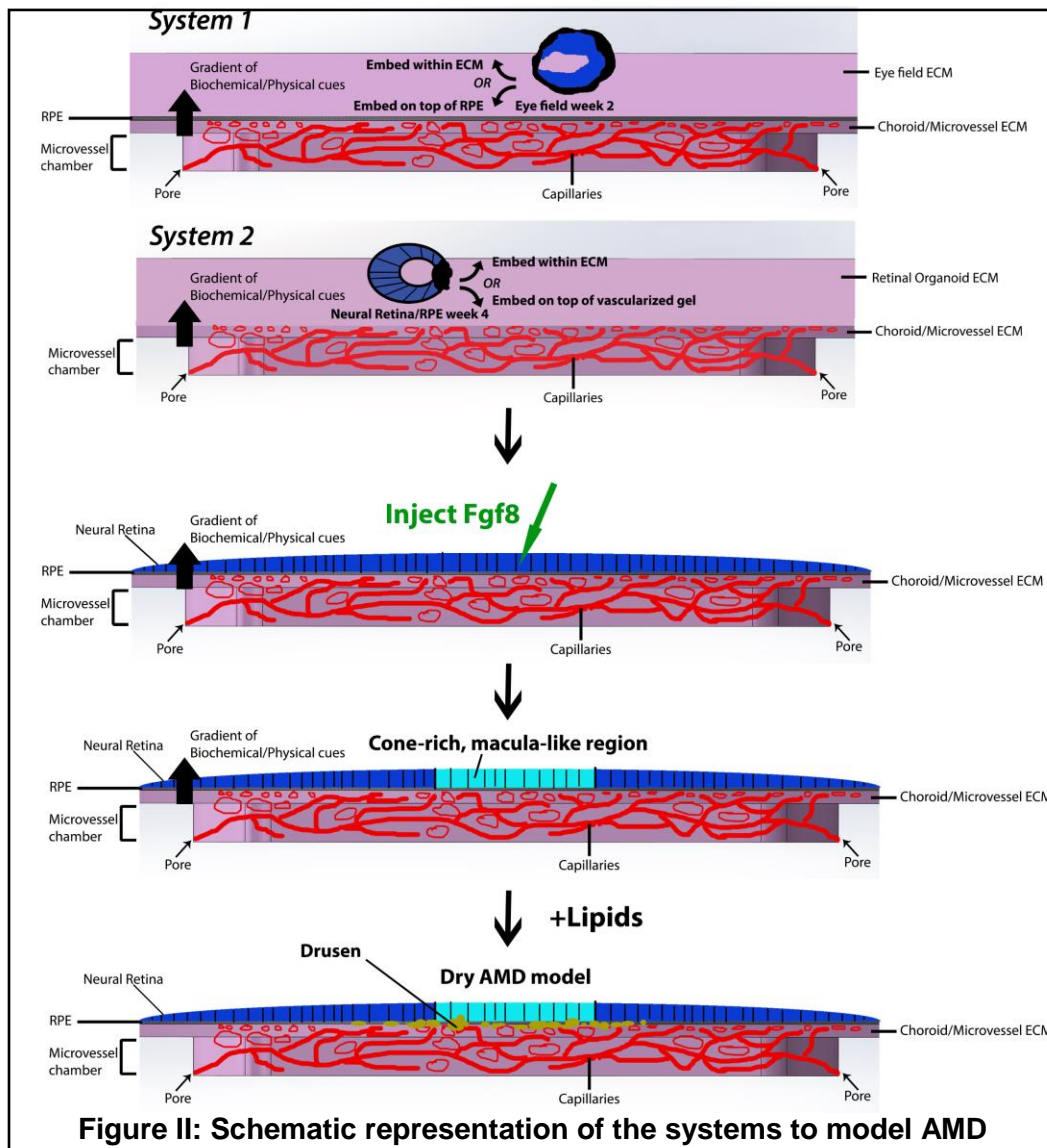 System 1
Gradient of
Biochemical/Physical cues
Embed within ECM
OR
Embed on top of RPE
Eye field week 2
Eye field ECM
RPE
Choroid/Microvessel ECM
Microvessel
chamber
Pore
Capillaries
Pore
System 2
Gradient of
Biochemical/Physical cues
Embed within ECM
OR
Embed on top of vascularized gel
Neural Retina/RPE week 4
Retinal Organoid ECM
Choroid/Microvessel ECM
Microvessel
chamber
Pore
Capillaries
Pore
Inject Fgf8
Neural Retina
Gradient of
Biochemical/Physical cues
RPE
Choroid/Microvessel ECM
Microvessel
chamber
Pore
Capillaries
Pore
Cone-rich, macula-like region
Neural Retina
Gradient of
Biochemical/Physical cues
RPE
Choroid/Microvessel ECM
Microvessel
chamber
Pore
Capillaries
Pore
+Lipids
Drusen
Dry AMD model
Neural Retina
RPE
Choroid/Microvessel ECM
Microvessel
chamber
Pore
Capillaries
Pore
Figure II: Schematic representation of the systems to model AMD